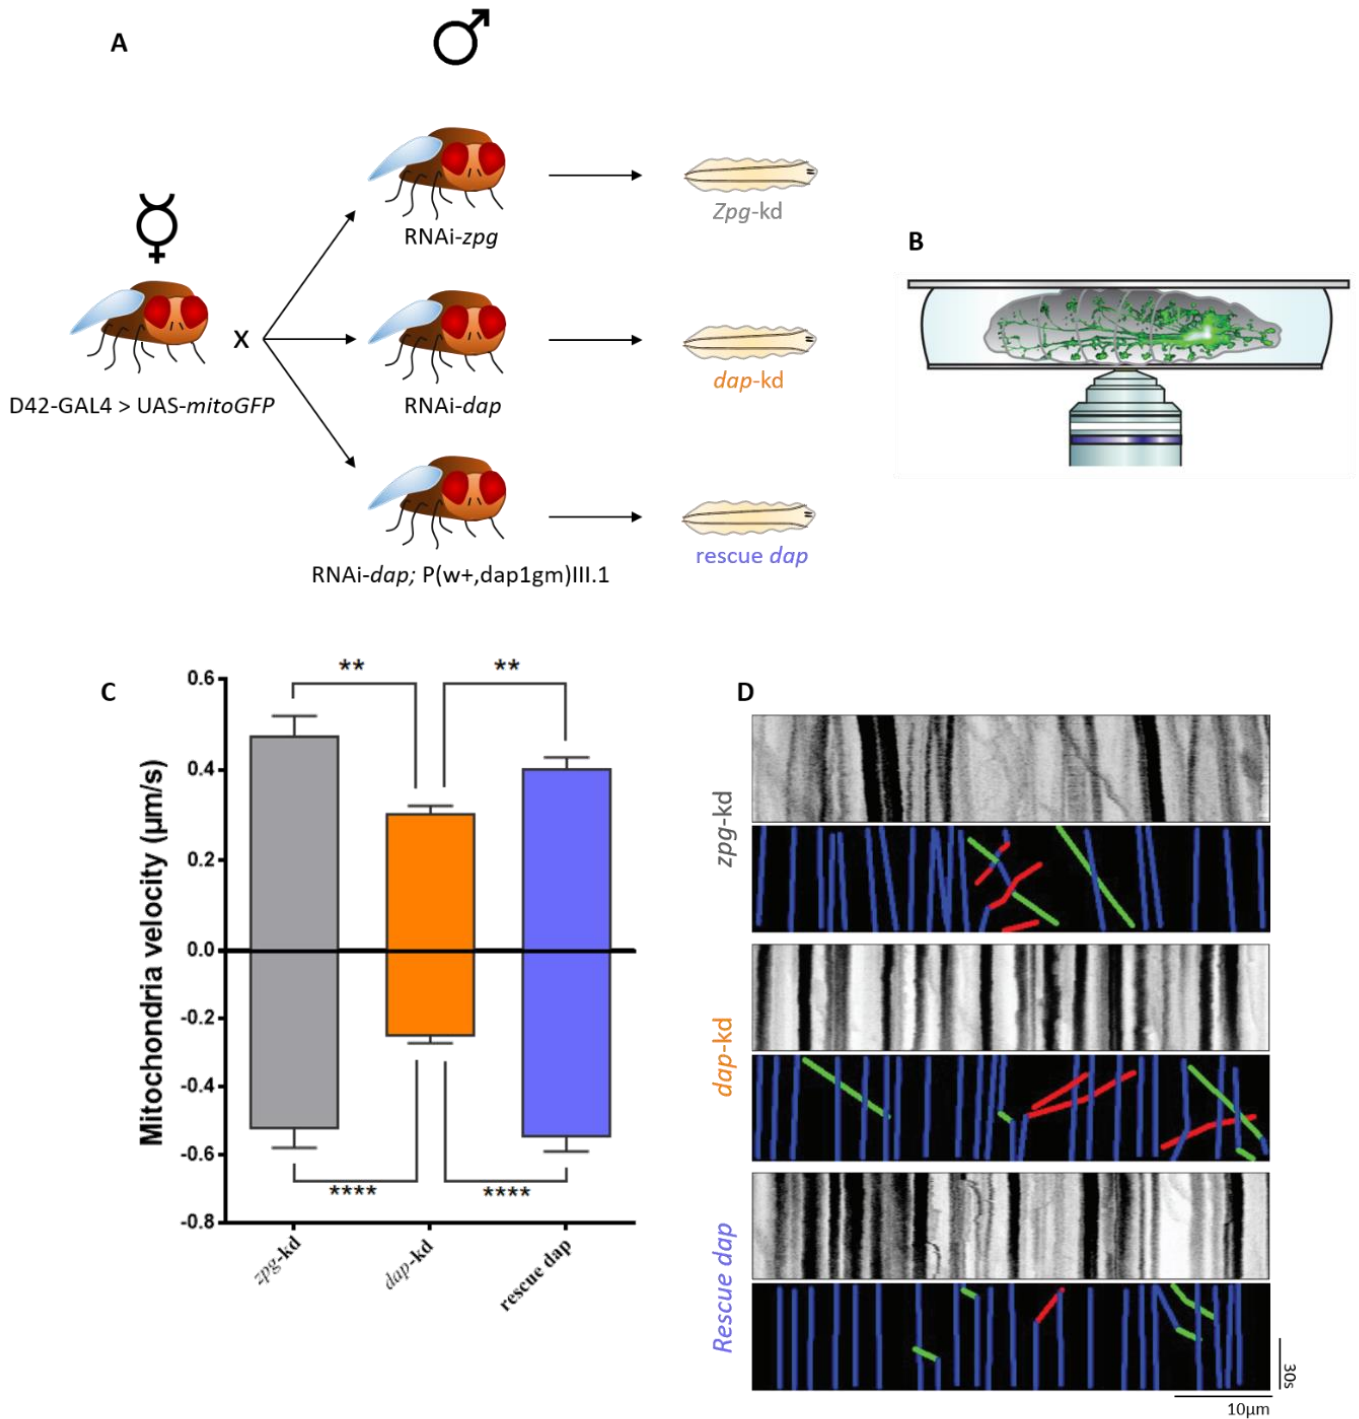 A
RNAi-zpg
Zpg-kd
X
D42-GAL4 > UAS-mitoGFP
RNAi-dap
dap-kd
RNAi-dap; P(w+,dap1gm)III.1
rescue dap
B
C
Mitochondria velocity (µm/s)
0.6
0.4
0.2
0.0
-0.2
-0.4
-0.6
-0.8
**
**
****
****
zpg-kd
dap-kd
rescue dap
D
zpg-kd
dap-kd
Rescue dap
30s
10µm